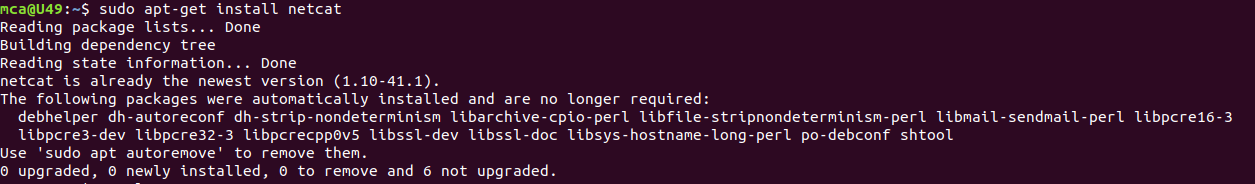 mca@U49:~$ sudo apt-get install netcat
Reading package lists... Done
Building dependency tree
Reading state information... Done
netcat is already the newest version (1.10-41.1).
The following packages were automatically installed and are no longer required:
  debhelper dh-autoreconf dh-strip-nondeterminism libarchive-cpio-perl libfile-stripnondeterminism-perl libmail-sendmail-perl libpcre16-3
  libpcre3-dev libpcre32-3 libpcrecpp0v5 libssl-dev libssl-doc libsys-hostname-long-perl po-debconf shtool
Use 'sudo apt autoremove' to remove them.
0 upgraded, 0 newly installed, 0 to remove and 6 not upgraded.